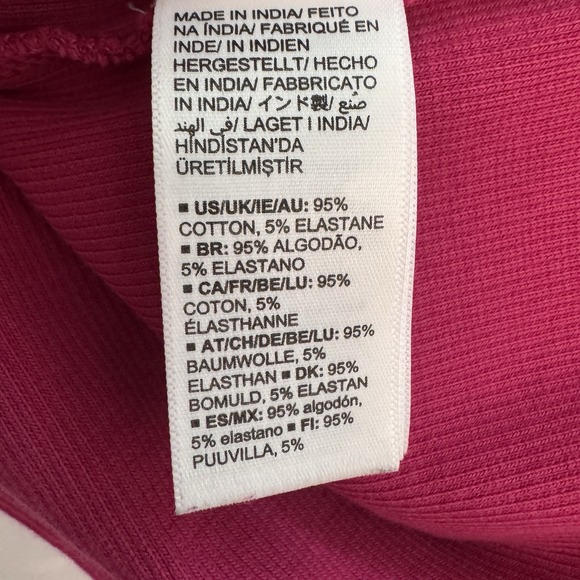 MADE IN INDIA/ FEITO
NA ÍNDIA/ FABRIQUÉ EN
INDE/ IN INDIEN
HERGESTELLT/ HECHO
EN INDIA/ FABBRICATO
IN INDIA/ インド製/ صُنع
في الهند/ LAGET I INDIA/
HİNDİSTAN'DA
ÜRETİLMİŞTİR
▪ US/UK/IE/AU: 95%
COTTON, 5% ELASTANE
▪ BR: 95% ALGODÃO,
5% ELASTANO
▪ CA/FR/BE/LU: 95%
COTON, 5%
ÉLASTHANNE
▪ AT/CH/DE/BE/LU: 95%
BAUMWOLLE, 5%
ELASTHAN ▪ DK: 95%
BOMULD, 5% ELASTAN
▪ ES/MX: 95% algodón,
5% elastano ▪ FI: 95%
PUUVILLA, 5%